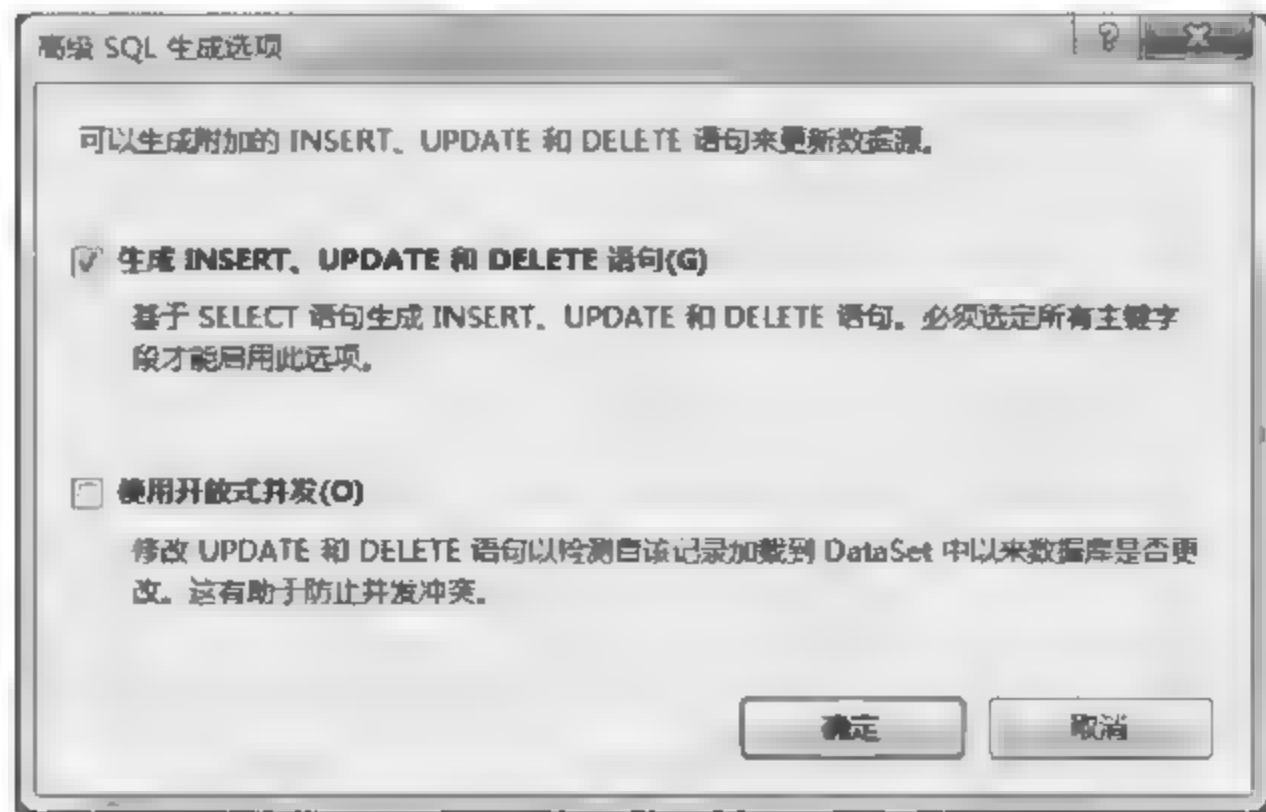 高级 SQL 生成选项
可以生成附加的 INSERT、UPDATE 和 DELETE 语句来更新数据源。
生成 INSERT、UPDATE 和 DELETE 语句(G)
基于 SELECT 语句生成 INSERT、UPDATE 和 DELETE 语句。必须选定所有主键字
段才能启用此选项。
使用开放式并发(O)
修改 UPDATE 和 DELETE 语句以检测自该记录加载到 DataSet 中以来数据库是否更
改。这有助于防止并发冲突。
确定
取消